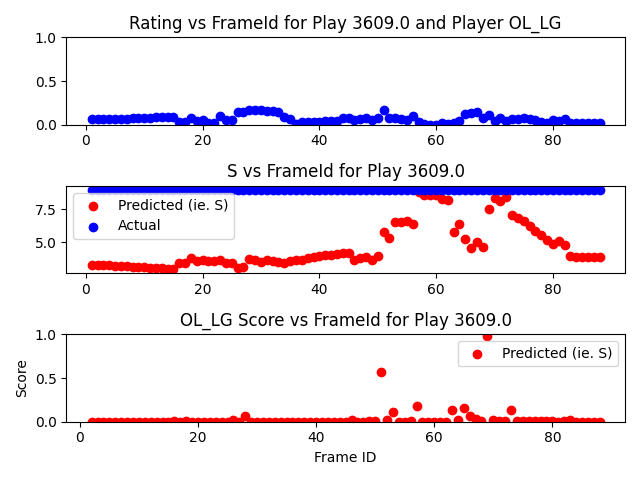 Rating vs FrameId for Play 3609.0 and Player OL_LG
1.0
0.5
0.0
0 20 40 60 80
S vs FrameId for Play 3609.0
7.5
5.0
Predicted (ie. S)
Actual
0 20 40 60 80
OL_LG Score vs FrameId for Play 3609.0
1.0
0.5
0.0
Score
Predicted (ie. S)
0 20 40 60 80
Frame ID